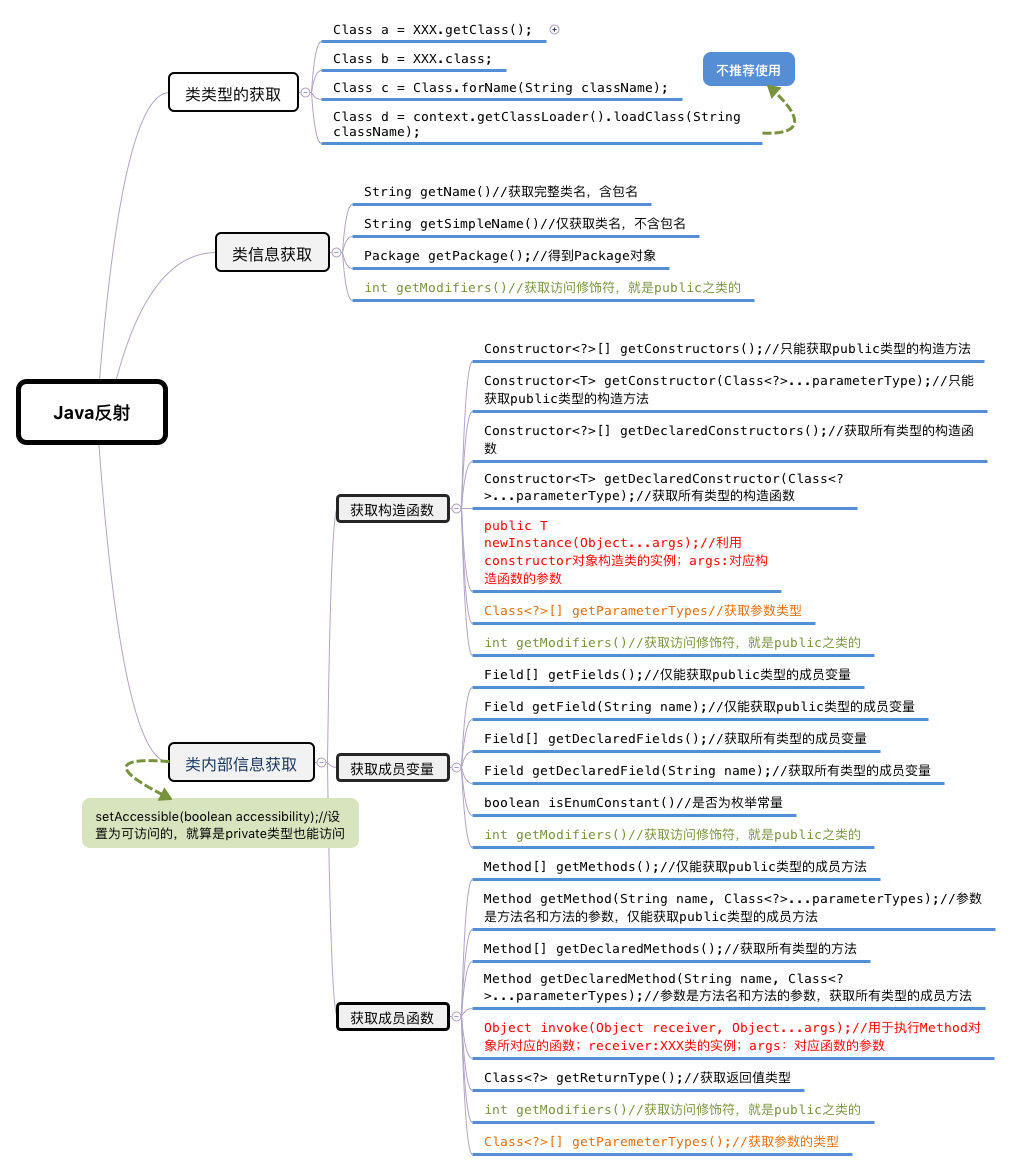 Class a = XXX.getClass();
Class b = XXX.class;
不推荐使用
类类型的获取
Class c = Class.forName(String className);
Class d = context.getClassLoader().loadClass(String
className);
String getName()//获取完整类名，含包名
String getSimpleName()//仅获取类名，不含包名
类信息获取
Package getPackage();//得到Package对象
int getModifiers()//获取访问修饰符，就是public之类的
Java反射
Constructor<?>[] getConstructors();//只能获取public类型的构造方法
Constructor<T> getConstructor(Class<?>...parameterType);//只能
获取public类型的构造方法
Constructor<?>[] getDeclaredConstructors();//获取所有类型的构造函
数
Constructor<T> getDeclaredConstructor(Class<?
>...parameterType);//获取所有类型的构造函数
获取构造函数
public T
newInstance(Object...args);//利用
constructor对象构造类的实例；args:对应构
造函数的参数
Class<?>[] getParameterTypes//获取参数类型
int getModifiers()//获取访问修饰符，就是public之类的
Field[] getFields();//仅能获取public类型的成员变量
Field getField(String name);//仅能获取public类型的成员变量
Field[] getDeclaredFields();//获取所有类型的成员变量
类内部信息获取
获取成员变量
Field getDeclaredField(String name);//获取所有类型的成员变量
boolean isEnumConstant()//是否为枚举常量
int getModifiers()//获取访问修饰符，就是public之类的
setAccessible(boolean accessibility);//设
置为可访问的，就算是private类型也能访问
Method[] getMethods();//仅能获取public类型的成员方法
Method getMethod(String name, Class<?>...parameterTypes);//参数
是方法名和方法的参数，仅能获取public类型的成员方法
Method[] getDeclaredMethods();//获取所有类型的方法
Method getDeclaredMethod(String name, Class<?
>...parameterTypes);//参数是方法名和方法的参数，获取所有类型的成员方法
获取成员函数
Object invoke(Object receiver, Object...args);//用于执行Method对
象所对应的函数；receiver:XXX类的实例；args：对应函数的参数
Class<?> getReturnType();//获取返回值类型
int getModifiers()//获取访问修饰符，就是public之类的
Class<?>[] getParemeterTypes();//获取参数的类型